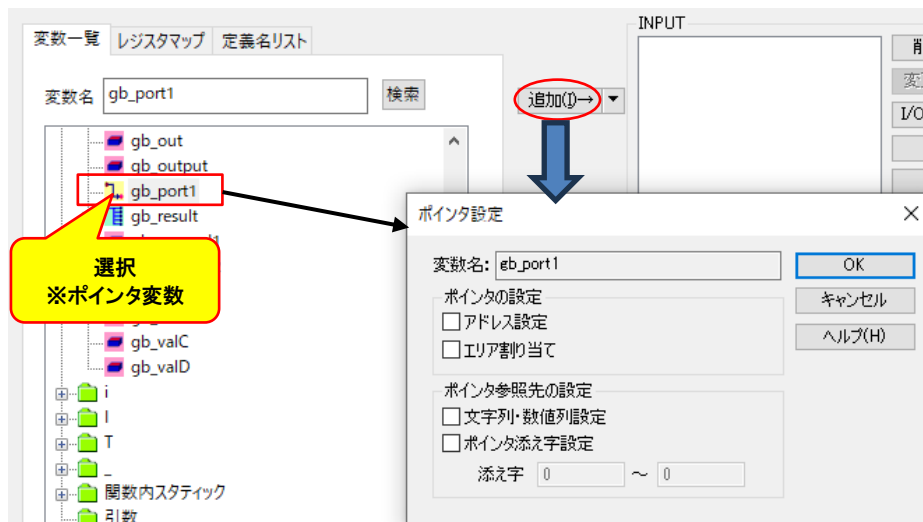 変数一覧 レジスタマップ 定義名リスト
変数名 gb_port1 検索
gb_out
gb_output
gb_port1
gb_result
選択
※ポインタ変数
gb_valC
gb_valD
i
l
T
_
関数内スタティック
引数
追加(I)→
INPUT
I/O
ポインタ設定
変数名: gb_port1
OK
ポインタの設定
キャンセル
アドレス設定
ヘルプ(H)
エリア割り当て
ポインタ参照先の設定
文字列・数値列設定
ポインタ添え字設定
添え字 0 ～ 0